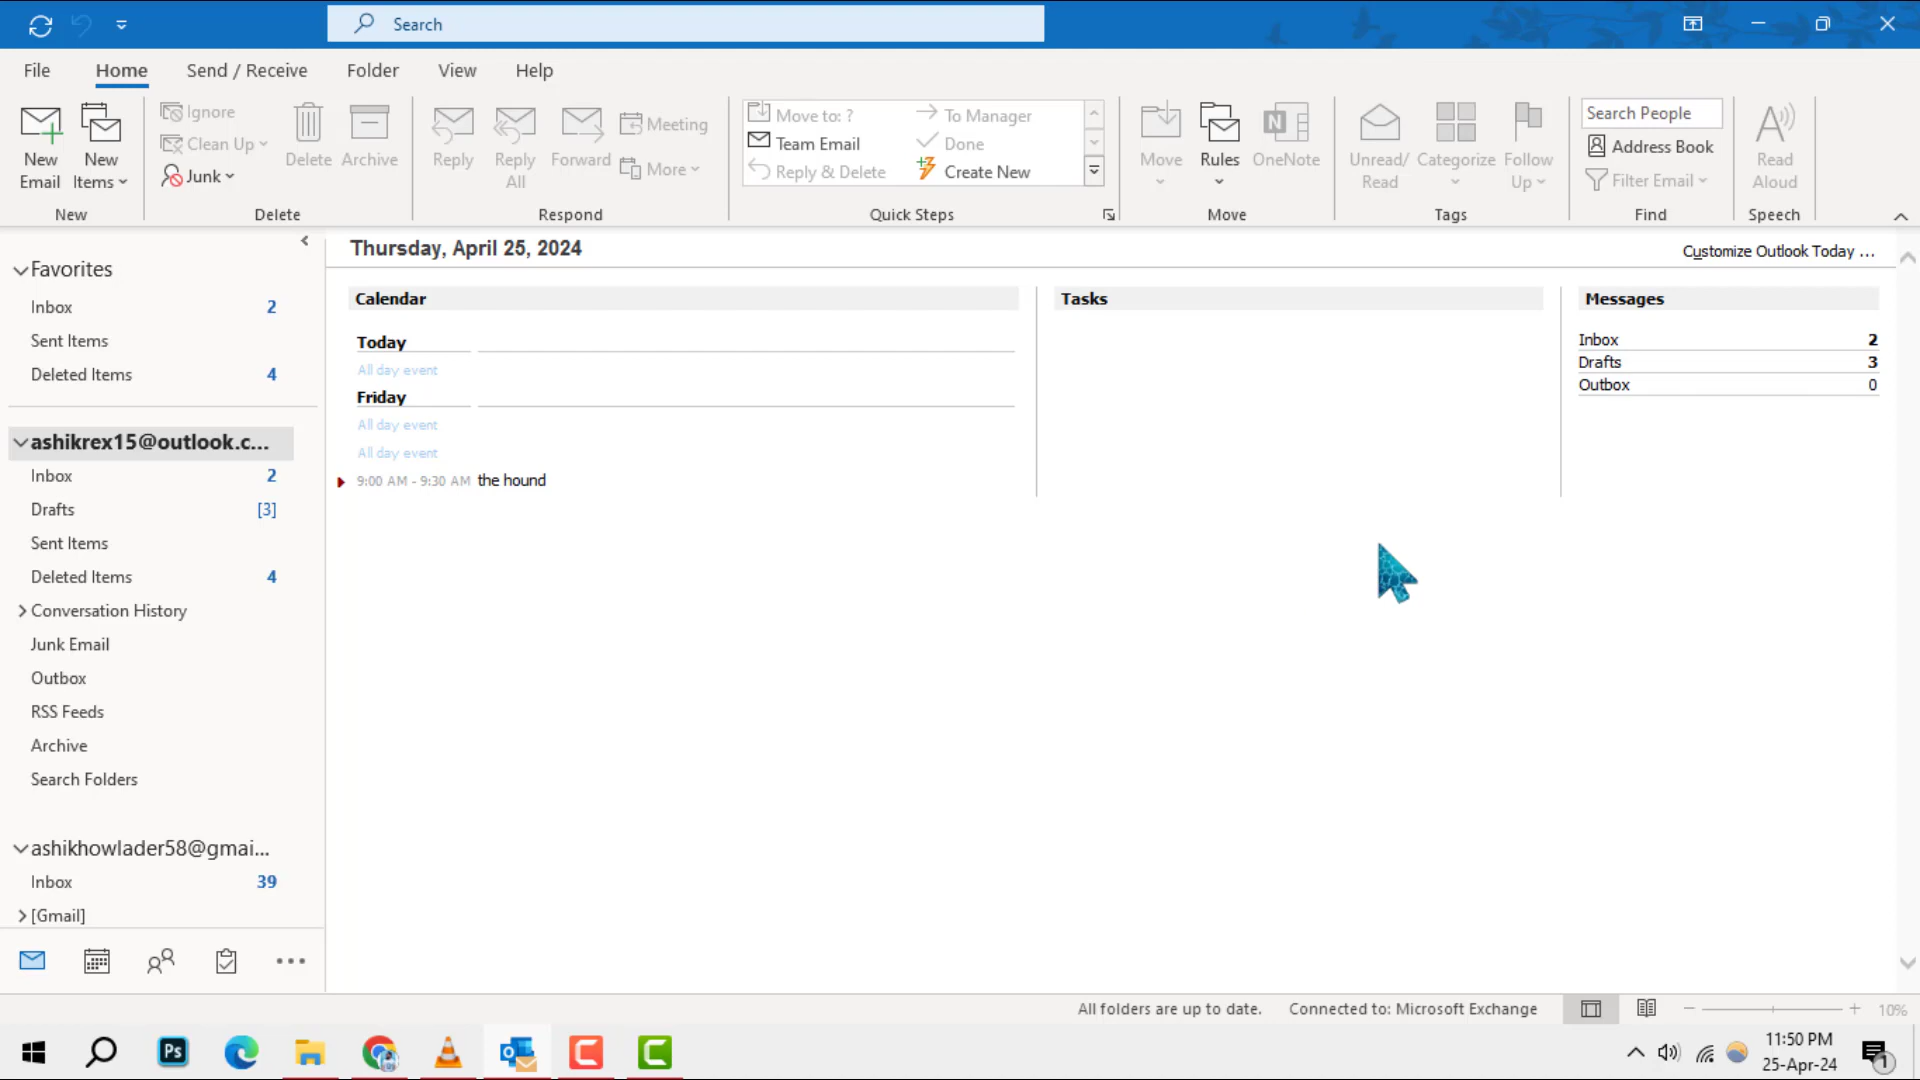 Search
File Home Send / Receive Folder View Help
New Email
New Items
Ignore
Clean Up
Junk
Delete
Archive
Reply
Reply All
Forward
Meeting
More
Move to: ?
Team Email
Reply & Delete
To Manager
Done
Create New
Move
Rules
OneNote
Unread/ Read
Categorize
Follow Up
Search People
Address Book
Filter Email
Read Aloud
New Delete Respond Quick Steps Move Tags Find Speech
Favorites
Inbox 2
Sent Items
Deleted Items 4
ashikrex15@outlook.c...
Inbox 2
Drafts [3]
Sent Items
Deleted Items 4
Conversation History
Junk Email
Outbox
RSS Feeds
Archive
Search Folders
ashikhowlader58@gmai...
Inbox 39
[Gmail]
Thursday, April 25, 2024
Customize Outlook Today ...
Calendar
Today
All day event
Friday
All day event
All day event
9:00 AM - 9:30 AM the hound
Tasks
Messages
Inbox 2
Drafts 3
Outbox 0
All folders are up to date. Connected to: Microsoft Exchange 10%
Ps
11:50 PM
25-Apr-24
1